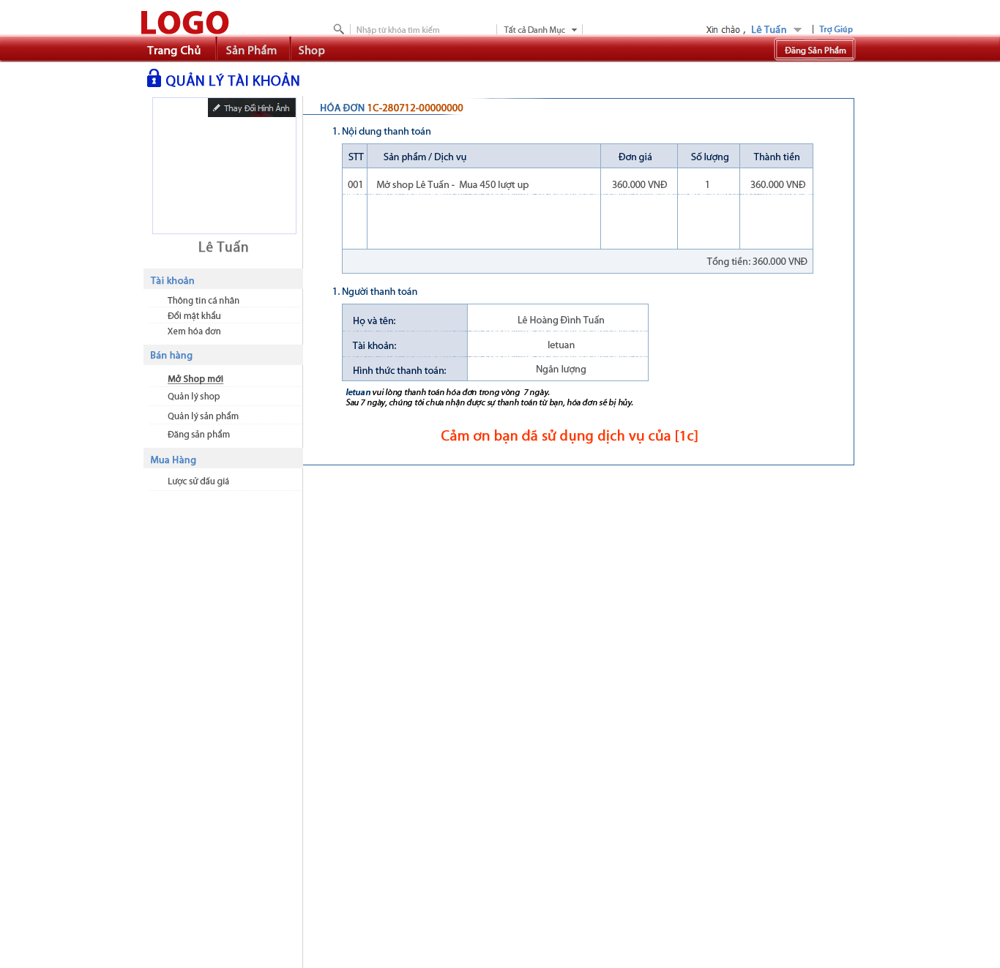 LOGO
Nhập từ khóa tìm kiếm
Tất cả Danh Mục
Xin chào , Lê Tuấn
Trợ Giúp
Trang Chủ
Sản Phẩm
Shop
Đăng Sản Phẩm
QUẢN LÝ TÀI KHOẢN
Thay Đổi Hình Ảnh
Lê Tuấn
Tài khoản
Thông tin cá nhân
Đổi mật khẩu
Xem hóa đơn
Bán hàng
Mở Shop mới
Quản lý shop
Quản lý sản phẩm
Đăng sản phẩm
Mua Hàng
Lược sử đấu giá
HÓA ĐƠN 1C-280712-00000000
1. Nội dung thanh toán
STT Sản phẩm / Dịch vụ Đơn giá Số lượng Thành tiền
001 Mở shop Lê Tuấn - Mua 450 lượt up 360.000 VNĐ 1 360.000 VNĐ
Tổng tiền: 360.000 VNĐ
1. Người thanh toán
Họ và tên: Lê Hoàng Đình Tuấn
Tài khoản: letuan
Hình thức thanh toán: Ngân lượng
letuan vui lòng thanh toán hóa đơn trong vòng 7 ngày.
Sau 7 ngày, chúng tôi chưa nhận được sự thanh toán từ bạn, hóa đơn sẽ bị hủy.
Cảm ơn bạn đã sử dụng dịch vụ của [1c]